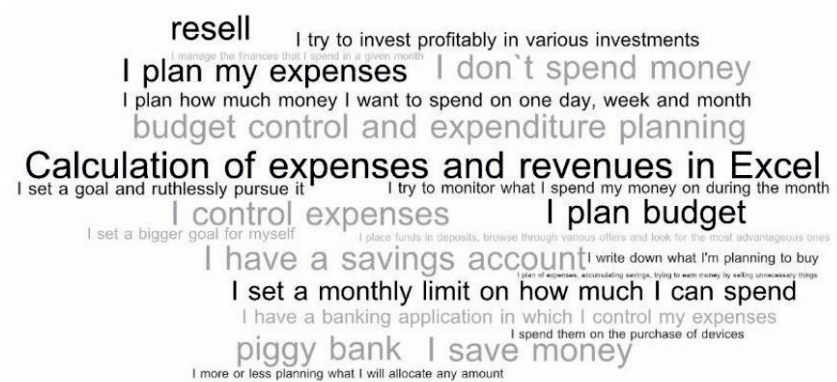 resell
I try to invest profitably in various investments
I manage the finances that I spend in a given month
I plan my expenses
I don`t spend money
I plan how much money I want to spend on one day, week and month
budget control and expenditure planning
Calculation of expenses and revenues in Excel
I set a goal and ruthlessly pursue it
I try to monitor what I spend my money on during the month
I control expenses
I plan budget
I set a bigger goal for myself
I place funds in deposits, browse through various offers and look for the most advantageous ones
I have a savings account
I write down what I'm planning to buy
I plan of expenses, accumulating savings, trying to earn money by selling unnecessary things
I set a monthly limit on how much I can spend
I have a banking application in which I control my expenses
I spend them on the purchase of devices
piggy bank
I save money
I more or less planning what I will allocate any amount